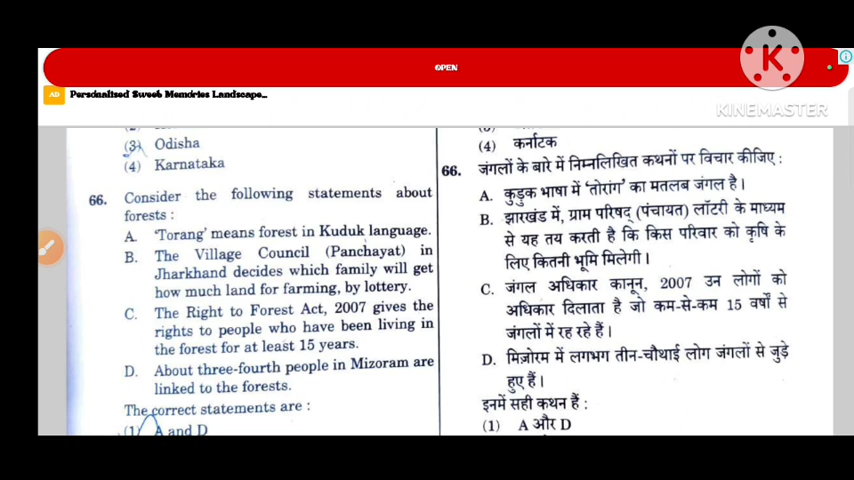 OPEN
AD Personalised Sweet Memories Landscape...
K
KINEMASTER
(3) Odisha
(4) Karnataka
66. Consider the following statements about
forests :
A. 'Torang' means forest in Kuduk language.
B. The Village Council (Panchayat) in
Jharkhand decides which family will get
how much land for farming, by lottery.
C. The Right to Forest Act, 2007 gives the
rights to people who have been living in
the forest for at least 15 years.
D. About three-fourth people in Mizoram are
linked to the forests.
The correct statements are :
(1) A and D
(4) कर्नाटक
66. जंगलों के बारे में निम्नलिखित कथनों पर विचार कीजिए :
A. कुडुक भाषा में 'तोरांग' का मतलब जंगल है।
B. झारखंड में, ग्राम परिषद् (पंचायत) लॉटरी के माध्यम
से यह तय करती है कि किस परिवार को कृषि के
लिए कितनी भूमि मिलेगी।
C. जंगल अधिकार कानून, 2007 उन लोगों को
अधिकार दिलाता है जो कम-से-कम 15 वर्षों से
जंगलों में रह रहे हैं।
D. मिज़ोरम में लगभग तीन-चौथाई लोग जंगलों से जुड़े
हुए हैं।
इनमें सही कथन हैं :
(1) A और D